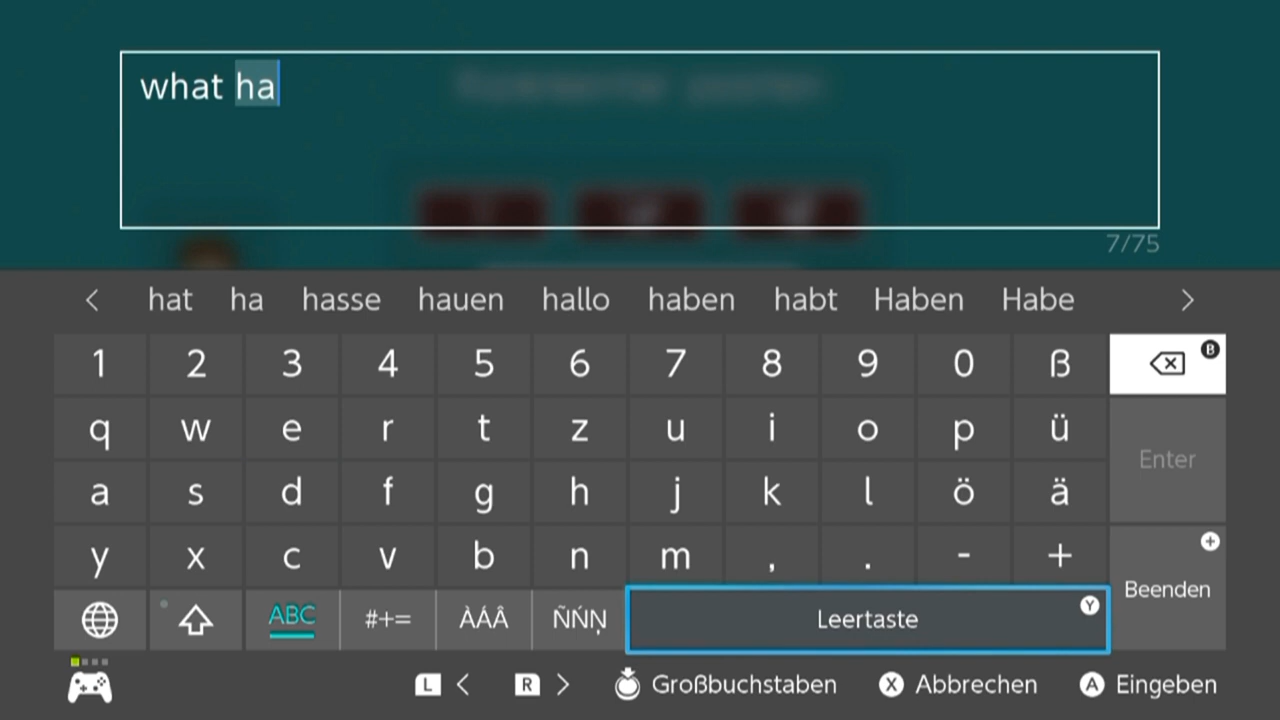 what ha
7/75
< hat ha hasse hauen hallo haben habt Haben Habe >
1 2 3 4 5 6 7 8 9 0 ß B
q w e r t z u i o p ü
a s d f g h j k l ö ä Enter
y x c v b n m , . - +
ABC #+= ÀÁÂ ÑŃŅ Leertaste Y + Beenden
L < R > Großbuchstaben X Abbrechen A Eingeben